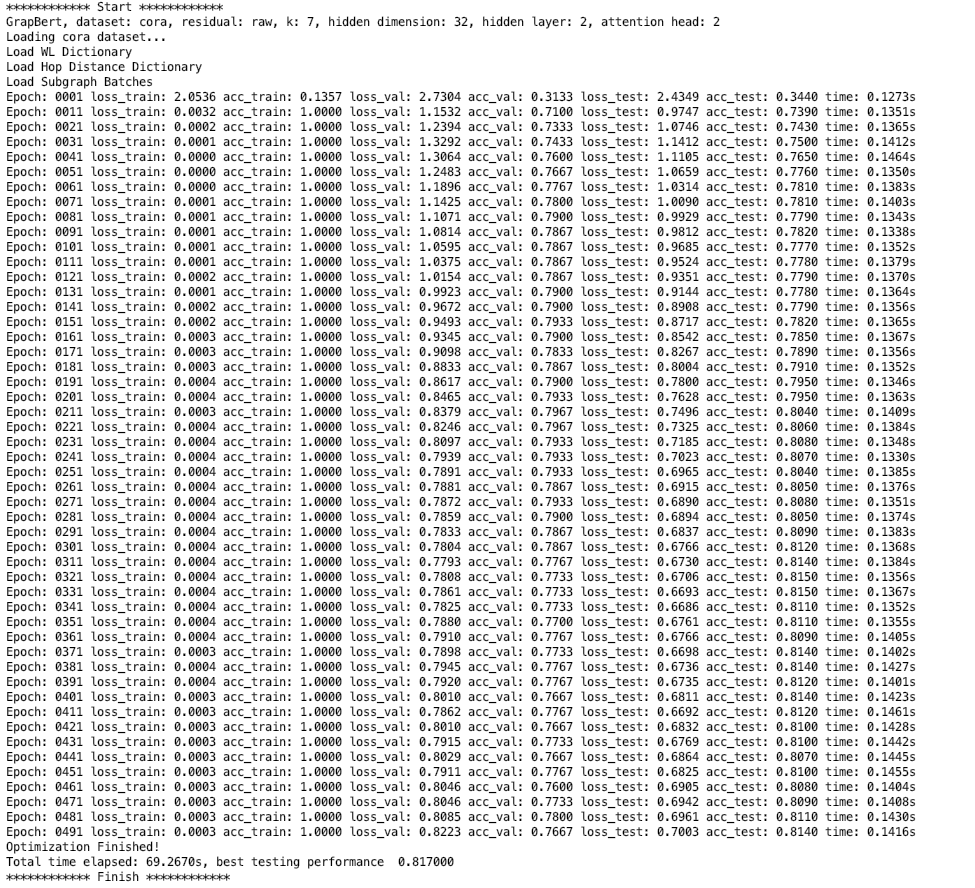 ************ Start ************
GrapBert, dataset: cora, residual: raw, k: 7, hidden dimension: 32, hidden layer: 2, attention head: 2
Loading cora dataset...
Load WL Dictionary
Load Hop Distance Dictionary
Load Subgraph Batches
Epoch: 0001 loss_train: 2.0536 acc_train: 0.1357 loss_val: 2.7304 acc_val: 0.3133 loss_test: 2.4349 acc_test: 0.3440 time: 0.1273s
Epoch: 0011 loss_train: 0.0032 acc_train: 1.0000 loss_val: 1.1532 acc_val: 0.7100 loss_test: 0.9747 acc_test: 0.7390 time: 0.1351s
Epoch: 0021 loss_train: 0.0002 acc_train: 1.0000 loss_val: 1.2394 acc_val: 0.7333 loss_test: 1.0746 acc_test: 0.7430 time: 0.1365s
Epoch: 0031 loss_train: 0.0001 acc_train: 1.0000 loss_val: 1.3292 acc_val: 0.7433 loss_test: 1.1412 acc_test: 0.7500 time: 0.1412s
Epoch: 0041 loss_train: 0.0000 acc_train: 1.0000 loss_val: 1.3064 acc_val: 0.7600 loss_test: 1.1105 acc_test: 0.7650 time: 0.1464s
Epoch: 0051 loss_train: 0.0000 acc_train: 1.0000 loss_val: 1.2483 acc_val: 0.7667 loss_test: 1.0659 acc_test: 0.7760 time: 0.1350s
Epoch: 0061 loss_train: 0.0000 acc_train: 1.0000 loss_val: 1.1896 acc_val: 0.7767 loss_test: 1.0314 acc_test: 0.7810 time: 0.1383s
Epoch: 0071 loss_train: 0.0001 acc_train: 1.0000 loss_val: 1.1425 acc_val: 0.7800 loss_test: 1.0090 acc_test: 0.7810 time: 0.1403s
Epoch: 0081 loss_train: 0.0001 acc_train: 1.0000 loss_val: 1.1071 acc_val: 0.7900 loss_test: 0.9929 acc_test: 0.7790 time: 0.1343s
Epoch: 0091 loss_train: 0.0001 acc_train: 1.0000 loss_val: 1.0814 acc_val: 0.7867 loss_test: 0.9812 acc_test: 0.7820 time: 0.1338s
Epoch: 0101 loss_train: 0.0001 acc_train: 1.0000 loss_val: 1.0595 acc_val: 0.7867 loss_test: 0.9685 acc_test: 0.7770 time: 0.1352s
Epoch: 0111 loss_train: 0.0001 acc_train: 1.0000 loss_val: 1.0375 acc_val: 0.7867 loss_test: 0.9524 acc_test: 0.7780 time: 0.1379s
Epoch: 0121 loss_train: 0.0002 acc_train: 1.0000 loss_val: 1.0154 acc_val: 0.7867 loss_test: 0.9351 acc_test: 0.7790 time: 0.1370s
Epoch: 0131 loss_train: 0.0001 acc_train: 1.0000 loss_val: 0.9923 acc_val: 0.7900 loss_test: 0.9144 acc_test: 0.7780 time: 0.1364s
Epoch: 0141 loss_train: 0.0002 acc_train: 1.0000 loss_val: 0.9672 acc_val: 0.7900 loss_test: 0.8908 acc_test: 0.7790 time: 0.1356s
Epoch: 0151 loss_train: 0.0002 acc_train: 1.0000 loss_val: 0.9493 acc_val: 0.7933 loss_test: 0.8717 acc_test: 0.7820 time: 0.1365s
Epoch: 0161 loss_train: 0.0003 acc_train: 1.0000 loss_val: 0.9345 acc_val: 0.7900 loss_test: 0.8542 acc_test: 0.7850 time: 0.1367s
Epoch: 0171 loss_train: 0.0003 acc_train: 1.0000 loss_val: 0.9098 acc_val: 0.7833 loss_test: 0.8267 acc_test: 0.7890 time: 0.1356s
Epoch: 0181 loss_train: 0.0003 acc_train: 1.0000 loss_val: 0.8833 acc_val: 0.7867 loss_test: 0.8004 acc_test: 0.7910 time: 0.1352s
Epoch: 0191 loss_train: 0.0004 acc_train: 1.0000 loss_val: 0.8617 acc_val: 0.7900 loss_test: 0.7800 acc_test: 0.7950 time: 0.1346s
Epoch: 0201 loss_train: 0.0004 acc_train: 1.0000 loss_val: 0.8465 acc_val: 0.7933 loss_test: 0.7628 acc_test: 0.7950 time: 0.1363s
Epoch: 0211 loss_train: 0.0003 acc_train: 1.0000 loss_val: 0.8379 acc_val: 0.7967 loss_test: 0.7496 acc_test: 0.8040 time: 0.1409s
Epoch: 0221 loss_train: 0.0004 acc_train: 1.0000 loss_val: 0.8246 acc_val: 0.7967 loss_test: 0.7325 acc_test: 0.8060 time: 0.1384s
Epoch: 0231 loss_train: 0.0004 acc_train: 1.0000 loss_val: 0.8097 acc_val: 0.7933 loss_test: 0.7185 acc_test: 0.8080 time: 0.1348s
Epoch: 0241 loss_train: 0.0004 acc_train: 1.0000 loss_val: 0.7939 acc_val: 0.7933 loss_test: 0.7023 acc_test: 0.8070 time: 0.1330s
Epoch: 0251 loss_train: 0.0004 acc_train: 1.0000 loss_val: 0.7891 acc_val: 0.7933 loss_test: 0.6965 acc_test: 0.8040 time: 0.1385s
Epoch: 0261 loss_train: 0.0004 acc_train: 1.0000 loss_val: 0.7881 acc_val: 0.7867 loss_test: 0.6915 acc_test: 0.8050 time: 0.1376s
Epoch: 0271 loss_train: 0.0004 acc_train: 1.0000 loss_val: 0.7872 acc_val: 0.7933 loss_test: 0.6890 acc_test: 0.8080 time: 0.1351s
Epoch: 0281 loss_train: 0.0004 acc_train: 1.0000 loss_val: 0.7859 acc_val: 0.7900 loss_test: 0.6894 acc_test: 0.8050 time: 0.1374s
Epoch: 0291 loss_train: 0.0004 acc_train: 1.0000 loss_val: 0.7833 acc_val: 0.7867 loss_test: 0.6837 acc_test: 0.8090 time: 0.1383s
Epoch: 0301 loss_train: 0.0004 acc_train: 1.0000 loss_val: 0.7804 acc_val: 0.7867 loss_test: 0.6766 acc_test: 0.8120 time: 0.1368s
Epoch: 0311 loss_train: 0.0004 acc_train: 1.0000 loss_val: 0.7793 acc_val: 0.7767 loss_test: 0.6730 acc_test: 0.8140 time: 0.1384s
Epoch: 0321 loss_train: 0.0004 acc_train: 1.0000 loss_val: 0.7808 acc_val: 0.7733 loss_test: 0.6706 acc_test: 0.8150 time: 0.1356s
Epoch: 0331 loss_train: 0.0004 acc_train: 1.0000 loss_val: 0.7861 acc_val: 0.7733 loss_test: 0.6693 acc_test: 0.8150 time: 0.1367s
Epoch: 0341 loss_train: 0.0004 acc_train: 1.0000 loss_val: 0.7825 acc_val: 0.7733 loss_test: 0.6686 acc_test: 0.8110 time: 0.1352s
Epoch: 0351 loss_train: 0.0004 acc_train: 1.0000 loss_val: 0.7880 acc_val: 0.7700 loss_test: 0.6761 acc_test: 0.8110 time: 0.1355s
Epoch: 0361 loss_train: 0.0004 acc_train: 1.0000 loss_val: 0.7910 acc_val: 0.7767 loss_test: 0.6766 acc_test: 0.8090 time: 0.1405s
Epoch: 0371 loss_train: 0.0003 acc_train: 1.0000 loss_val: 0.7898 acc_val: 0.7733 loss_test: 0.6698 acc_test: 0.8140 time: 0.1402s
Epoch: 0381 loss_train: 0.0004 acc_train: 1.0000 loss_val: 0.7945 acc_val: 0.7767 loss_test: 0.6736 acc_test: 0.8140 time: 0.1427s
Epoch: 0391 loss_train: 0.0004 acc_train: 1.0000 loss_val: 0.7920 acc_val: 0.7767 loss_test: 0.6735 acc_test: 0.8120 time: 0.1401s
Epoch: 0401 loss_train: 0.0003 acc_train: 1.0000 loss_val: 0.8010 acc_val: 0.7667 loss_test: 0.6811 acc_test: 0.8140 time: 0.1423s
Epoch: 0411 loss_train: 0.0003 acc_train: 1.0000 loss_val: 0.7862 acc_val: 0.7767 loss_test: 0.6692 acc_test: 0.8120 time: 0.1461s
Epoch: 0421 loss_train: 0.0003 acc_train: 1.0000 loss_val: 0.8010 acc_val: 0.7667 loss_test: 0.6832 acc_test: 0.8100 time: 0.1428s
Epoch: 0431 loss_train: 0.0003 acc_train: 1.0000 loss_val: 0.7915 acc_val: 0.7733 loss_test: 0.6769 acc_test: 0.8100 time: 0.1442s
Epoch: 0441 loss_train: 0.0003 acc_train: 1.0000 loss_val: 0.8029 acc_val: 0.7667 loss_test: 0.6864 acc_test: 0.8070 time: 0.1445s
Epoch: 0451 loss_train: 0.0003 acc_train: 1.0000 loss_val: 0.7911 acc_val: 0.7767 loss_test: 0.6825 acc_test: 0.8100 time: 0.1455s
Epoch: 0461 loss_train: 0.0003 acc_train: 1.0000 loss_val: 0.8046 acc_val: 0.7600 loss_test: 0.6905 acc_test: 0.8080 time: 0.1404s
Epoch: 0471 loss_train: 0.0003 acc_train: 1.0000 loss_val: 0.8046 acc_val: 0.7733 loss_test: 0.6942 acc_test: 0.8090 time: 0.1408s
Epoch: 0481 loss_train: 0.0003 acc_train: 1.0000 loss_val: 0.8085 acc_val: 0.7800 loss_test: 0.6961 acc_test: 0.8110 time: 0.1430s
Epoch: 0491 loss_train: 0.0003 acc_train: 1.0000 loss_val: 0.8223 acc_val: 0.7667 loss_test: 0.7003 acc_test: 0.8140 time: 0.1416s
Optimization Finished!
Total time elapsed: 69.2670s, best testing performance  0.817000
************ Finish ************